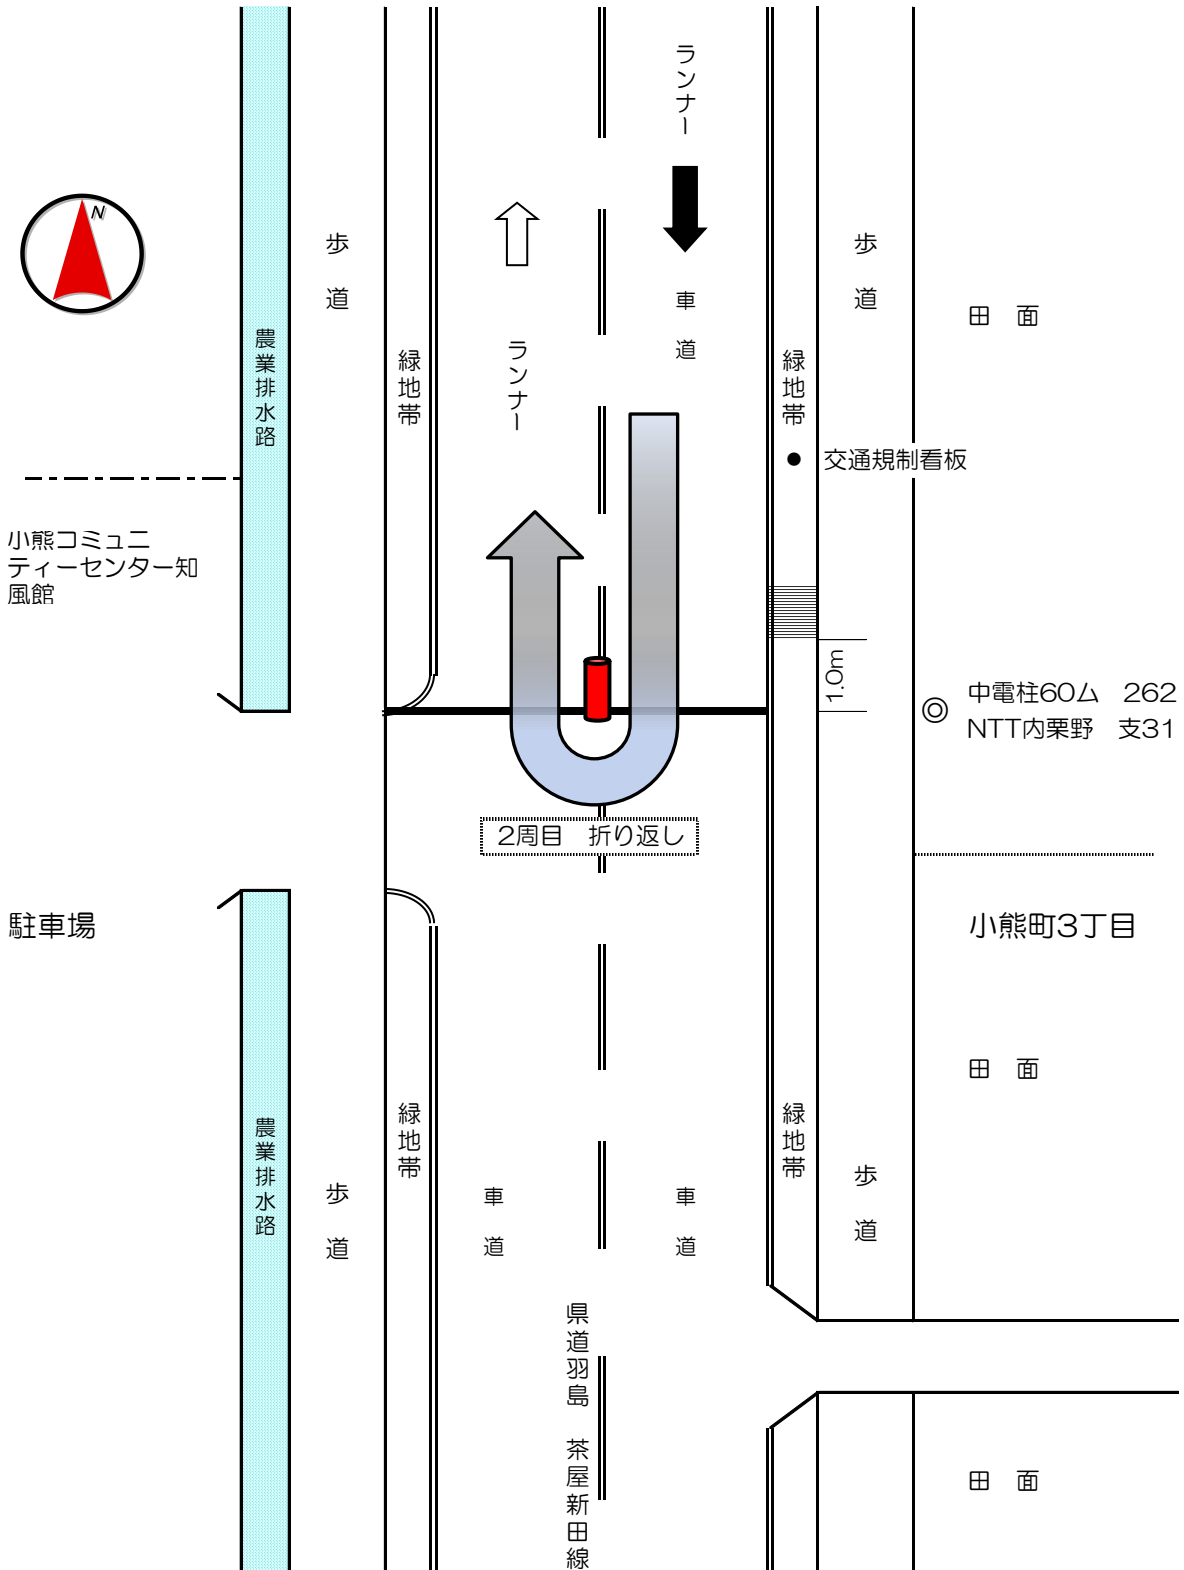 ランナー
N
歩道
車道
歩道
田　面
農業排水路
緑地帯
ランナー
緑地帯
交通規制看板
小熊コミュニ
ティーセンター知
風館
1.0m
中電柱60ム　262
NTT内栗野　支31
2周目　折り返し
駐車場
小熊町3丁目
田　面
農業排水路
歩道
緑地帯
車道
車道
緑地帯
歩道
県道羽島　茶屋新田線
田　面